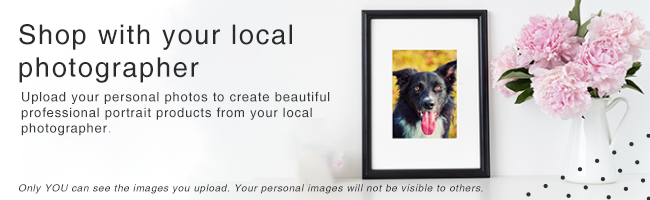 Shop with your local
photographer
Upload your personal photos to create beautiful
professional portrait products from your local
photographer.
Only YOU can see the images you upload. Your personal images will not be visible to others.